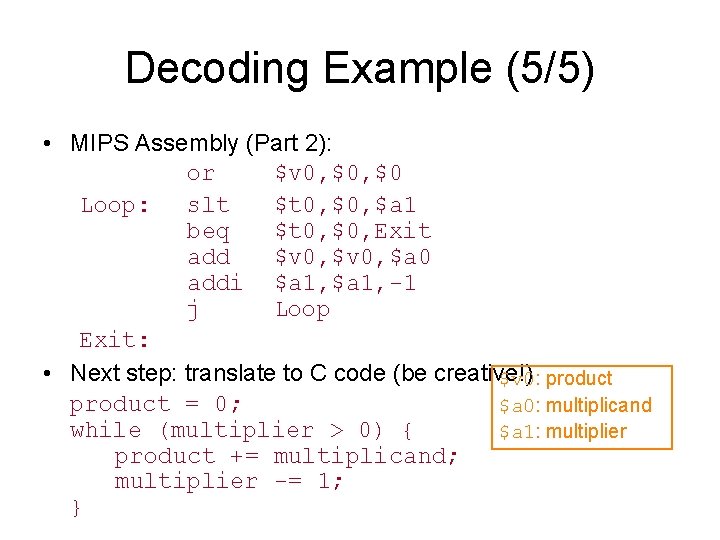 Decoding Example (5/5)
• MIPS Assembly (Part 2):
or $v0, $0, $0
Loop: slt $t0, $0, $a1
beq $t0, $0, Exit
add $v0, $v0, $a0
addi $a1, $a1, -1
j Loop
Exit:
• Next step: translate to C code (be creative!)
product = 0;
while (multiplier > 0) {
product += multiplicand;
multiplier -= 1;
}
$v0: product
$a0: multiplicand
$a1: multiplier